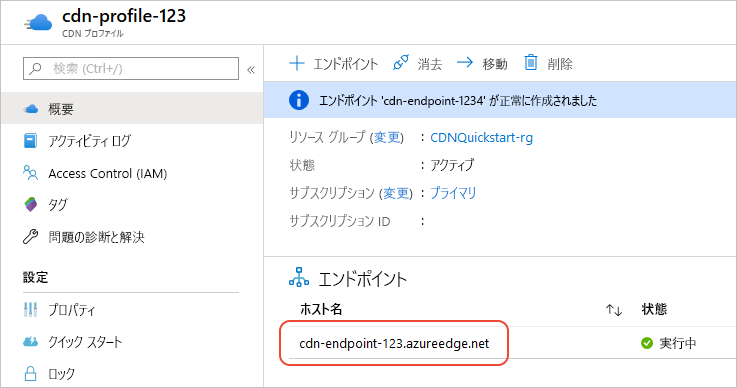 cdn-profile-123
CDN プロファイル
検索 (Ctrl+/)
«
概要
アクティビティ ログ
Access Control (IAM)
タグ
問題の診断と解決
設定
プロパティ
クイック スタート
ロック
エンドポイント 消去 移動 削除
エンドポイント 'cdn-endpoint-1234' が正常に作成されました
リソース グループ (変更) : CDNQuickstart-rg
状態 : アクティブ
サブスクリプション (変更) : プライマリ
サブスクリプション ID :
エンドポイント
ホスト名 ↑↓ 状態
cdn-endpoint-123.azureedge.net 実行中